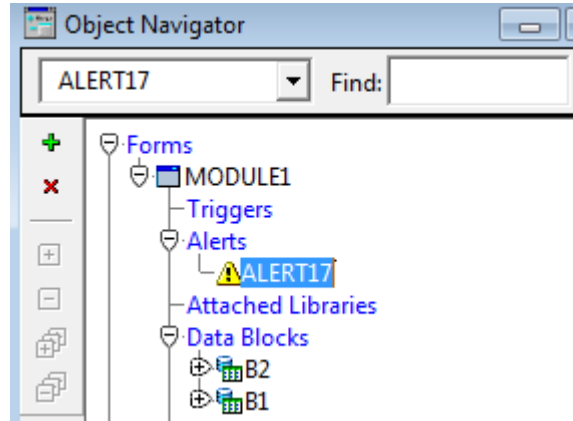 Object Navigator
ALERT17 Find:
Forms
MODULE1
Triggers
Alerts
ALERT17
Attached Libraries
Data Blocks
B2
B1